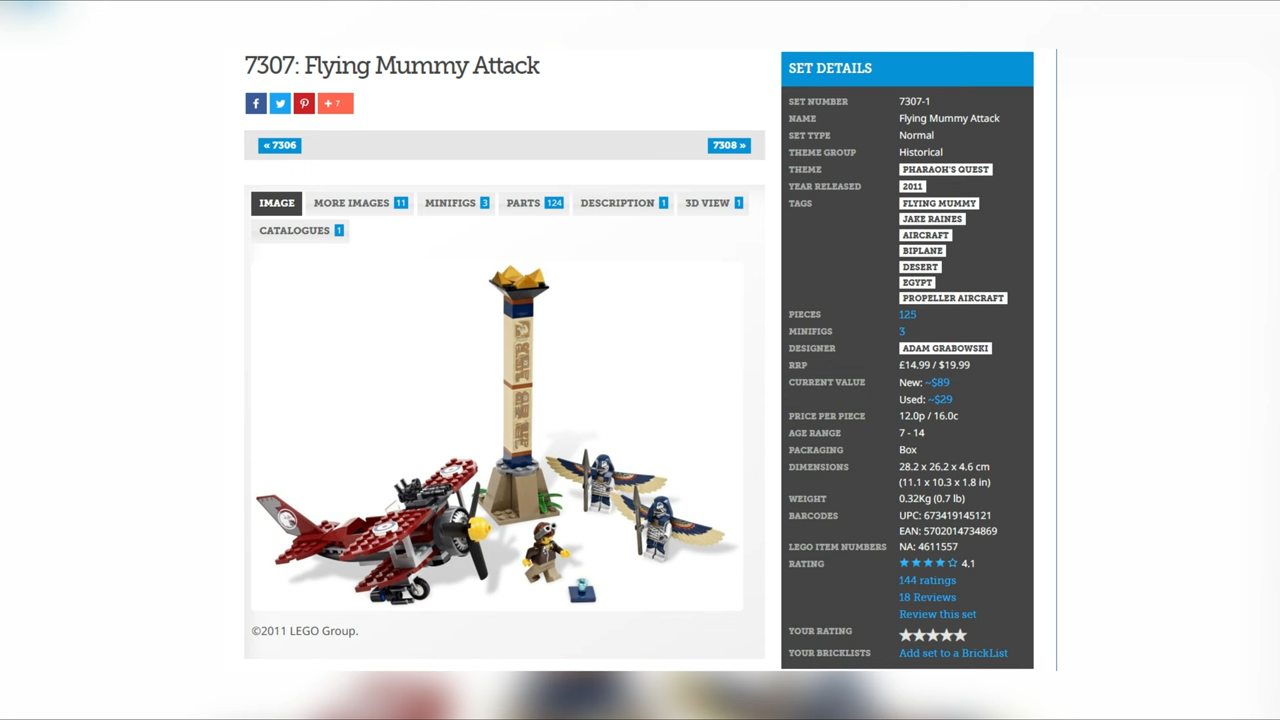 7307: Flying Mummy Attack
f
+ 7
« 7306
7308 »
IMAGE
MORE IMAGES 11
MINIFIGS 3
PARTS 124
DESCRIPTION 1
3D VIEW 1
CATALOGUES 1
©2011 LEGO Group.
SET DETAILS
SET NUMBER 7307-1
NAME Flying Mummy Attack
SET TYPE Normal
THEME GROUP Historical
THEME PHARAOH'S QUEST
YEAR RELEASED 2011
TAGS FLYING MUMMY
JAKE RAINES
AIRCRAFT
BIPLANE
DESERT
EGYPT
PROPELLER AIRCRAFT
PIECES 125
MINIFIGS 3
DESIGNER ADAM GRABOWSKI
RRP £14.99 / $19.99
CURRENT VALUE New: ~$89
Used: ~$29
PRICE PER PIECE 12.0p / 16.0c
AGE RANGE 7 - 14
PACKAGING Box
DIMENSIONS 28.2 x 26.2 x 4.6 cm
(11.1 x 10.3 x 1.8 in)
WEIGHT 0.32Kg (0.7 lb)
BARCODES UPC: 673419145121
EAN: 5702014734869
LEGO ITEM NUMBERS NA: 4611557
RATING ★★★★☆ 4.1
144 ratings
18 Reviews
Review this set
YOUR RATING ★★★★★
YOUR BRICKLISTS Add set to a BrickList